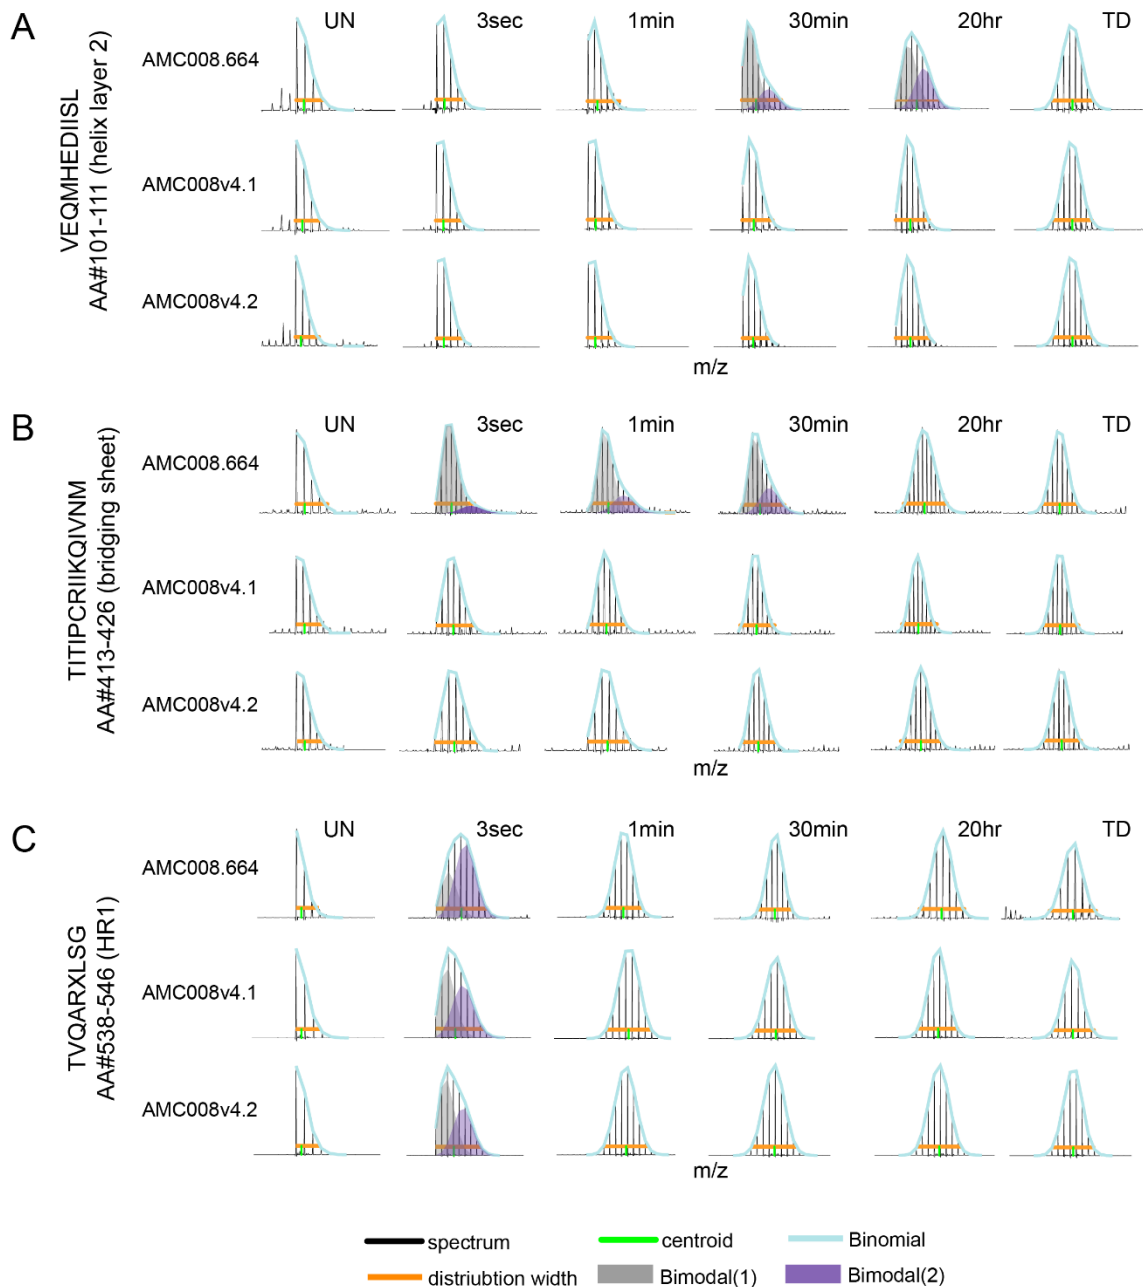 A
UN 3sec 1min 30min 20hr TD
VEQMHEDIISL
AA#101-111 (helix layer 2)
AMC008.664
AMC008v4.1
AMC008v4.2
m/z
B
UN 3sec 1min 30min 20hr TD
TITIPCRIIKQIVNM
AA#413-426 (bridging sheet)
AMC008.664
AMC008v4.1
AMC008v4.2
m/z
C
UN 3sec 1min 30min 20hr TD
TVQARXLSG
AA#538-546 (HR1)
AMC008.664
AMC008v4.1
AMC008v4.2
m/z
spectrum centroid Binomial
distriubtion width Bimodal(1) Bimodal(2)